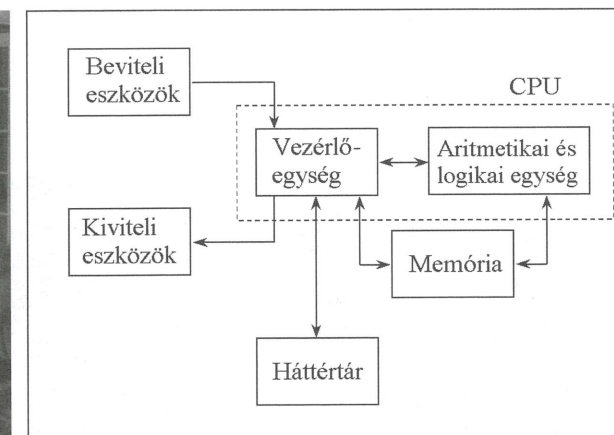 Beviteli
eszközök
CPU
Vezérlő-
egység
Aritmetikai és
logikai egység
Kiviteli
eszközök
Memória
Háttértár